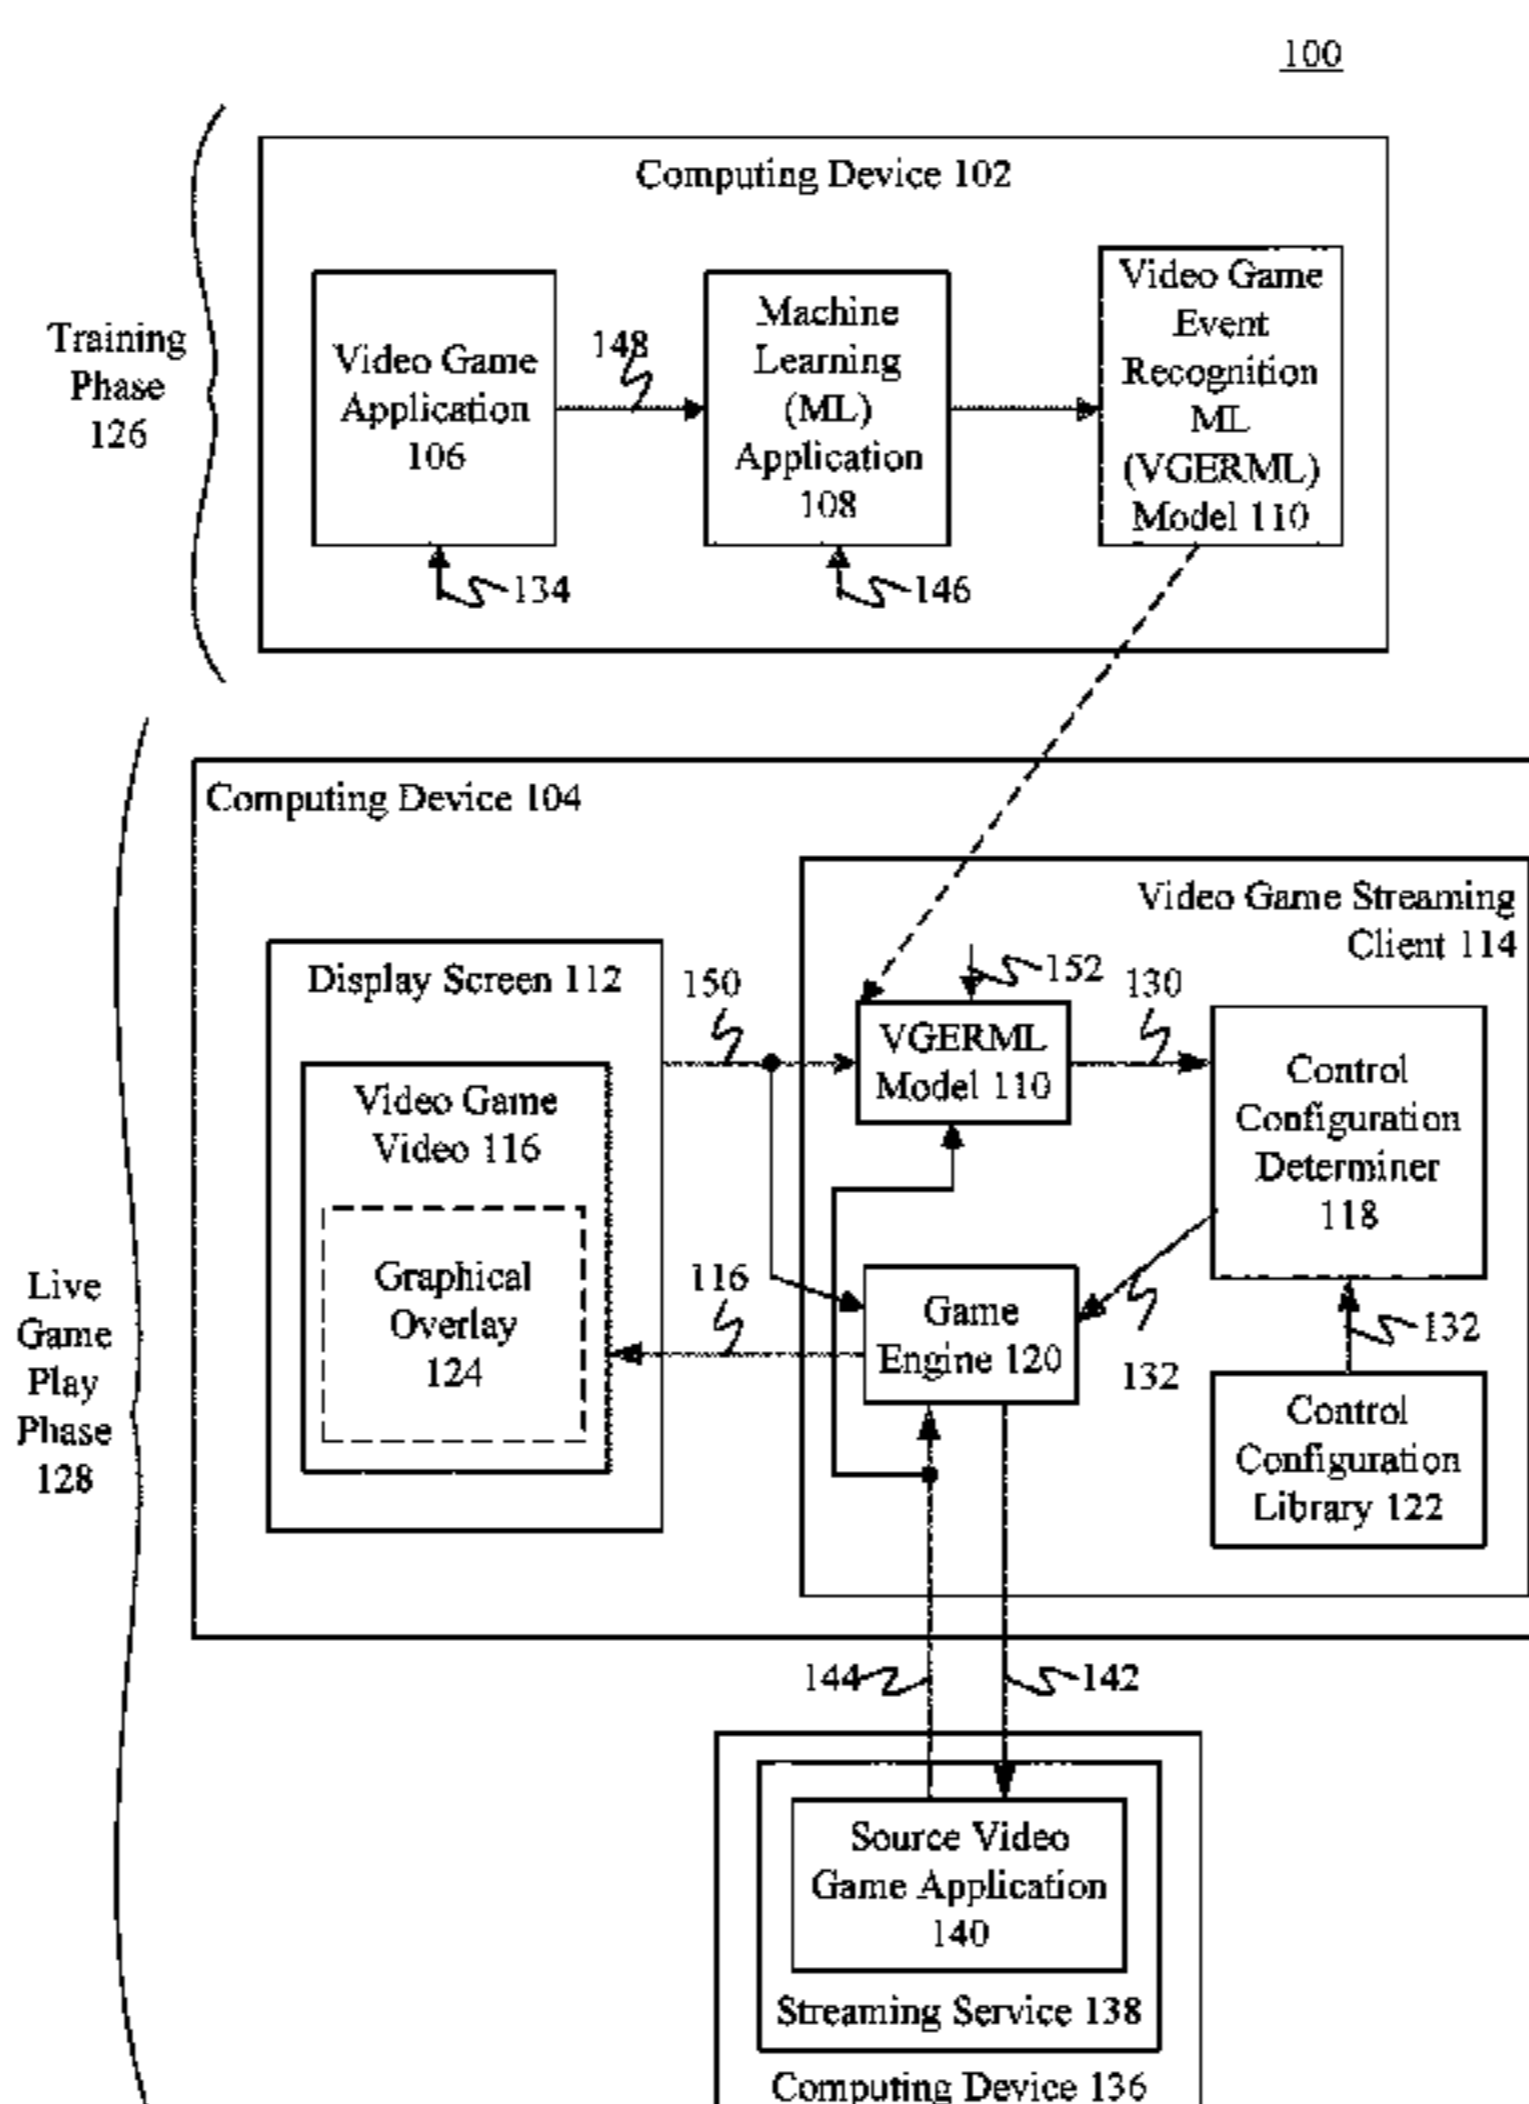 100
Computing Device 102
Training
Phase
126
Video Game
Application
106
148
Machine
Learning
(ML)
Application
108
Video Game
Event
Recognition
ML
(VGERML)
Model 110
134
146
Live
Game
Play
Phase
128
Computing Device 104
Video Game Streaming
Client 114
Display Screen 112
Video Game
Video 116
Graphical
Overlay
124
150
152
VGERML
Model 110
130
Control
Configuration
Determiner
118
116
Game
Engine 120
132
132
Control
Configuration
Library 122
144
142
Source Video
Game Application
140
Streaming Service 138
Computing Device 136